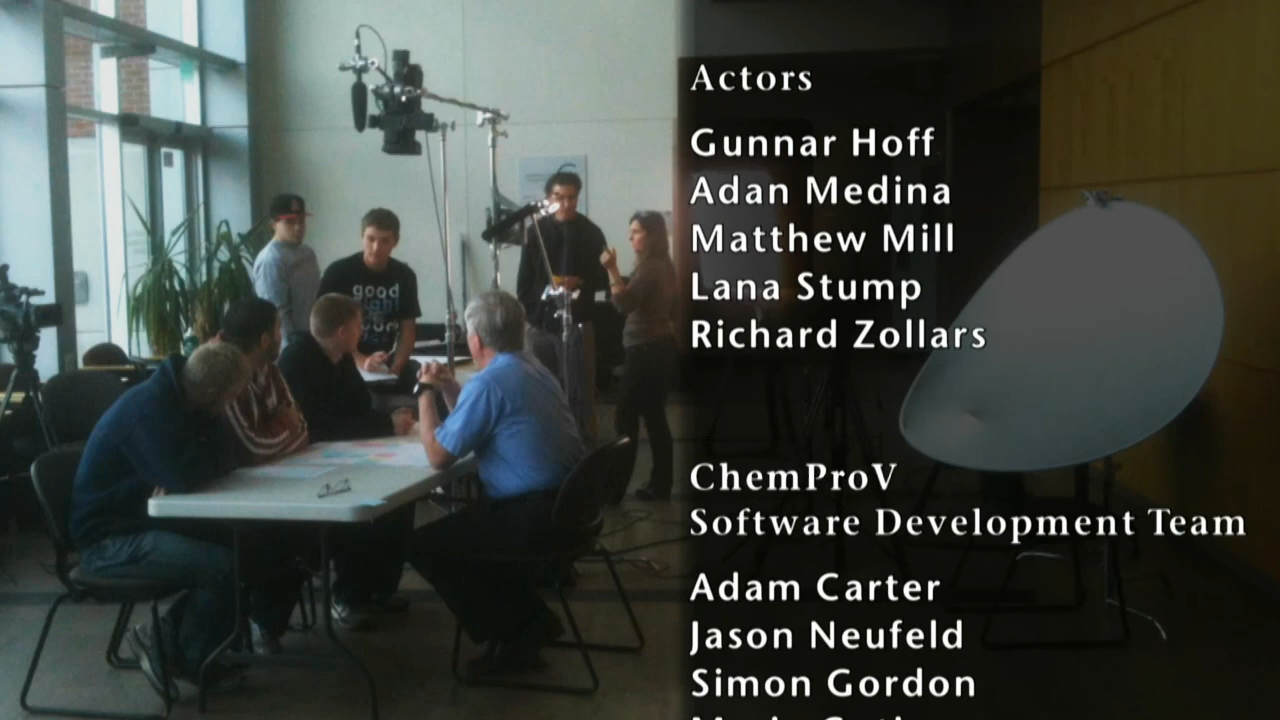 Actors
Gunnar Hoff
Adan Medina
Matthew Mill
Lana Stump
Richard Zollars
ChemProV
Software Development Team
Adam Carter
Jason Neufeld
Simon Gordon
good